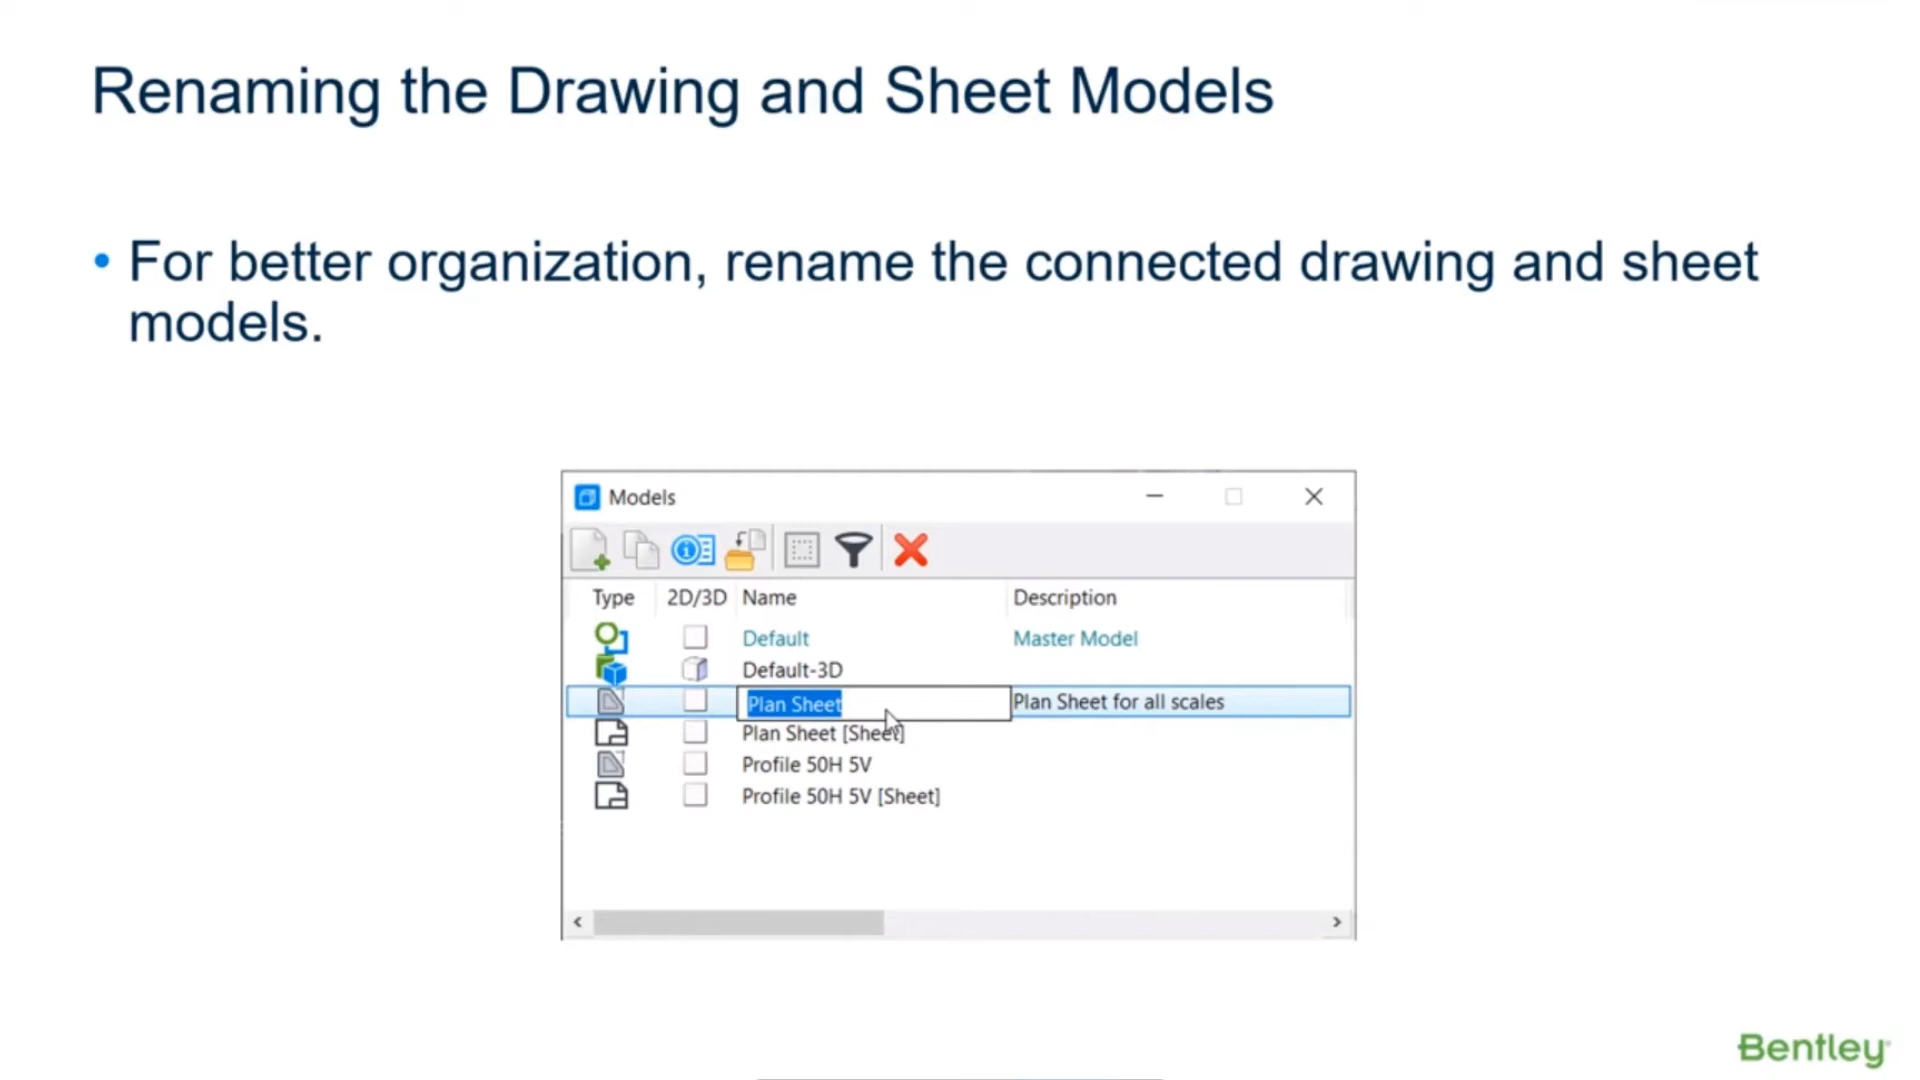 Renaming the Drawing and Sheet Models
• For better organization, rename the connected drawing and sheet
models.
Models
Type 2D/3D Name Description
Default Master Model
Default-3D
Plan Sheet Plan Sheet for all scales
Plan Sheet [Sheet]
Profile 50H 5V
Profile 50H 5V [Sheet]
Bentley